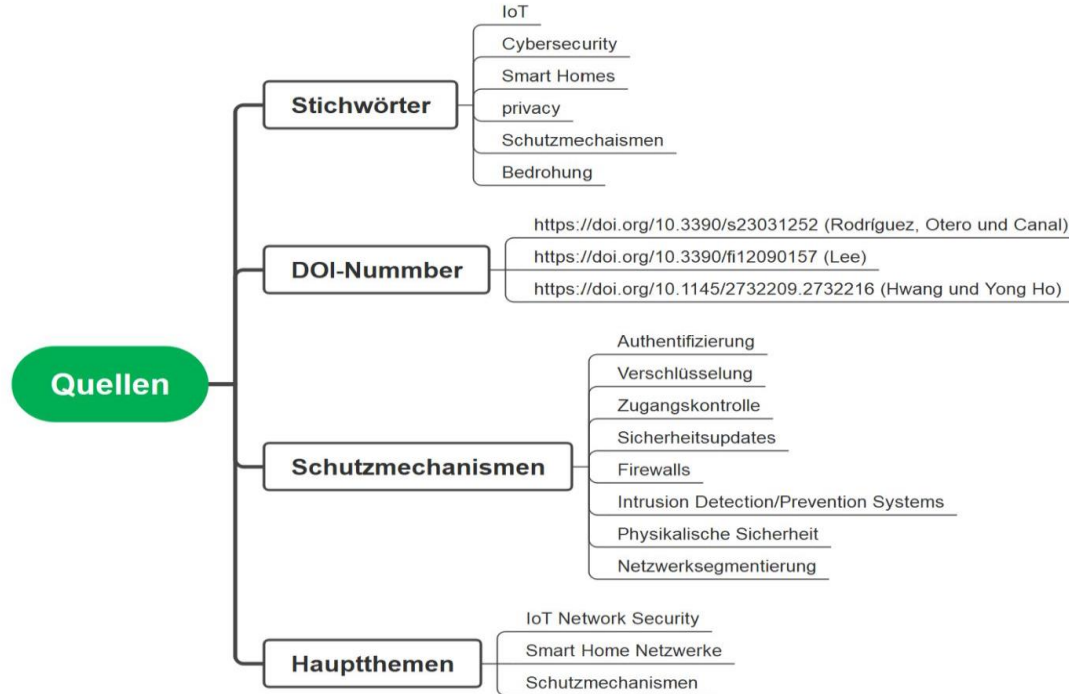 Quellen
Stichwörter
IoT
Cybersecurity
Smart Homes
privacy
Schutzmechaismen
Bedrohung
DOI-Nummber
https://doi.org/10.3390/s23031252 (Rodríguez, Otero und Canal)
https://doi.org/10.3390/fi12090157 (Lee)
https://doi.org/10.1145/2732209.2732216 (Hwang und Yong Ho)
Schutzmechanismen
Authentifizierung
Verschlüsselung
Zugangskontrolle
Sicherheitsupdates
Firewalls
Intrusion Detection/Prevention Systems
Physikalische Sicherheit
Netzwerksegmentierung
Hauptthemen
IoT Network Security
Smart Home Netzwerke
Schutzmechanismen